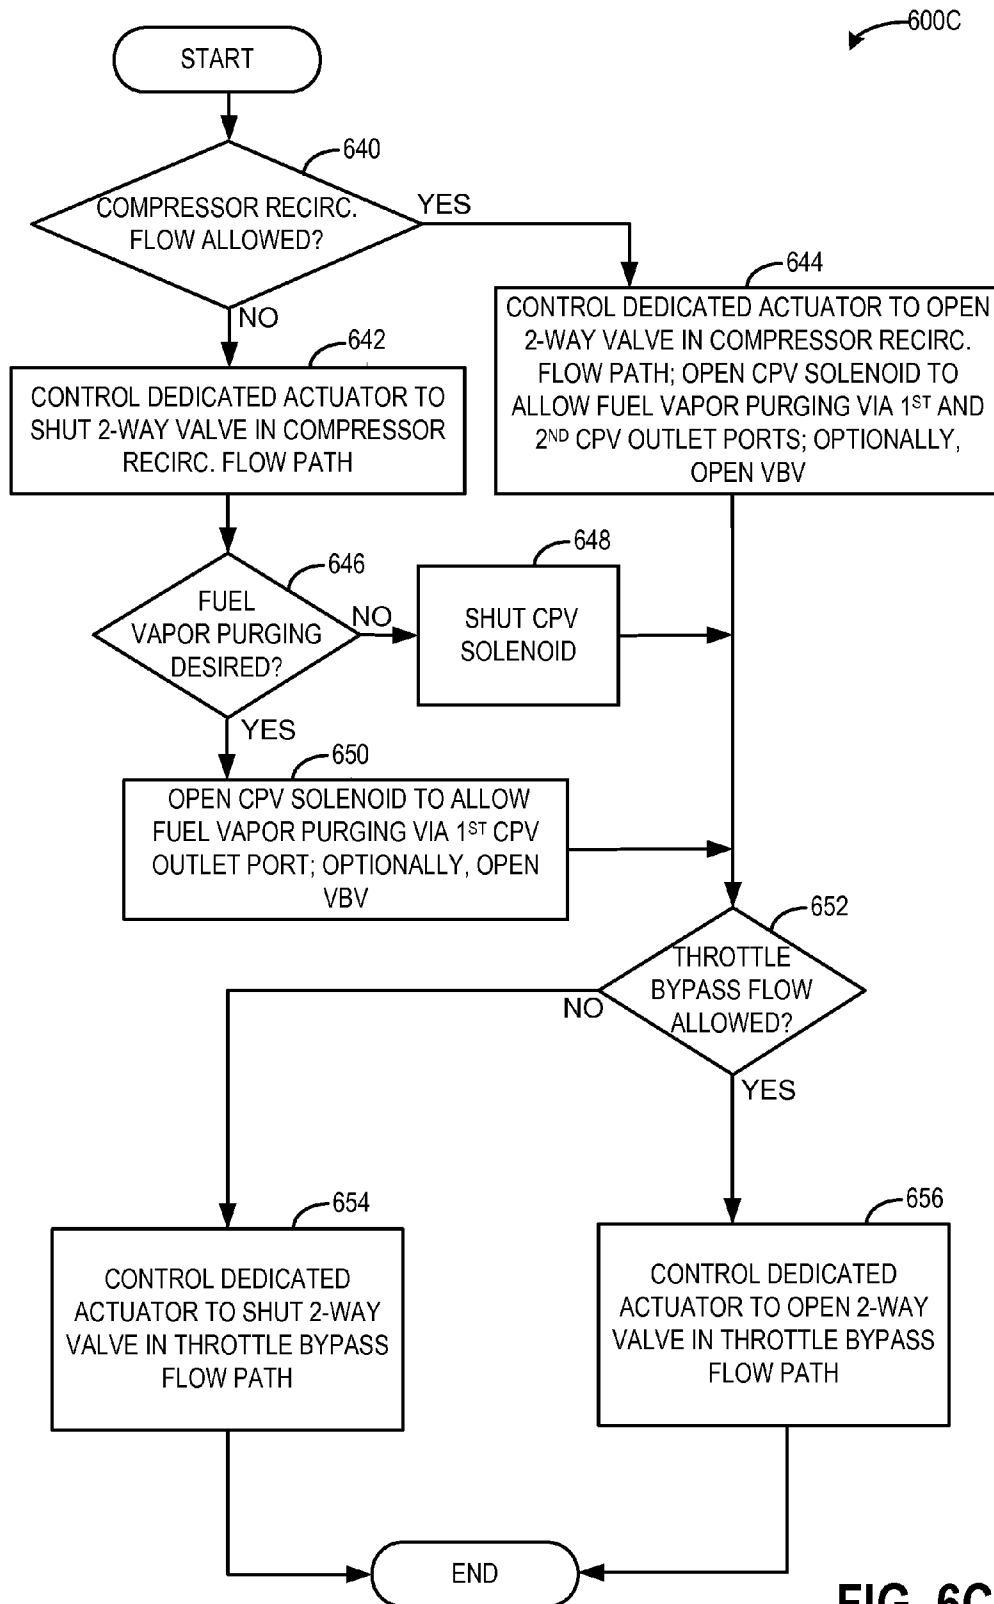 600C
START
640
COMPRESSOR RECIRC.
FLOW ALLOWED?
YES
NO
644
CONTROL DEDICATED ACTUATOR TO OPEN
2-WAY VALVE IN COMPRESSOR RECIRC.
FLOW PATH; OPEN CPV SOLENOID TO
ALLOW FUEL VAPOR PURGING VIA 1ST AND
2ND CPV OUTLET PORTS; OPTIONALLY,
OPEN VBV
642
CONTROL DEDICATED ACTUATOR TO
SHUT 2-WAY VALVE IN COMPRESSOR
RECIRC. FLOW PATH
646
FUEL
VAPOR PURGING
DESIRED?
NO
YES
648
SHUT CPV
SOLENOID
650
OPEN CPV SOLENOID TO ALLOW
FUEL VAPOR PURGING VIA 1ST CPV
OUTLET PORT; OPTIONALLY, OPEN
VBV
652
THROTTLE
BYPASS FLOW
ALLOWED?
NO
YES
654
CONTROL DEDICATED
ACTUATOR TO SHUT 2-WAY
VALVE IN THROTTLE BYPASS
FLOW PATH
656
CONTROL DEDICATED
ACTUATOR TO OPEN 2-WAY
VALVE IN THROTTLE BYPASS
FLOW PATH
END
FIG. 6C